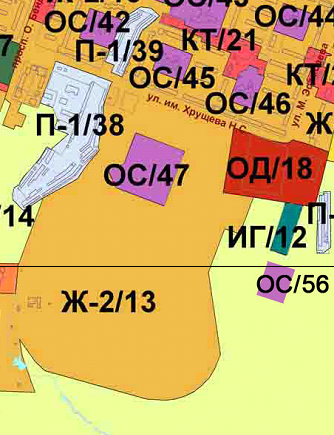 ОС/42
ОС/44
П-1/39
КТ/21
ОС/45
КТ/
ОС/46
ул. им. Хрущева Н.С.
П-1/38
Ж
ОС/47
ОД/18
/14
П-
ИГ/12
ОС/56
Ж-2/13